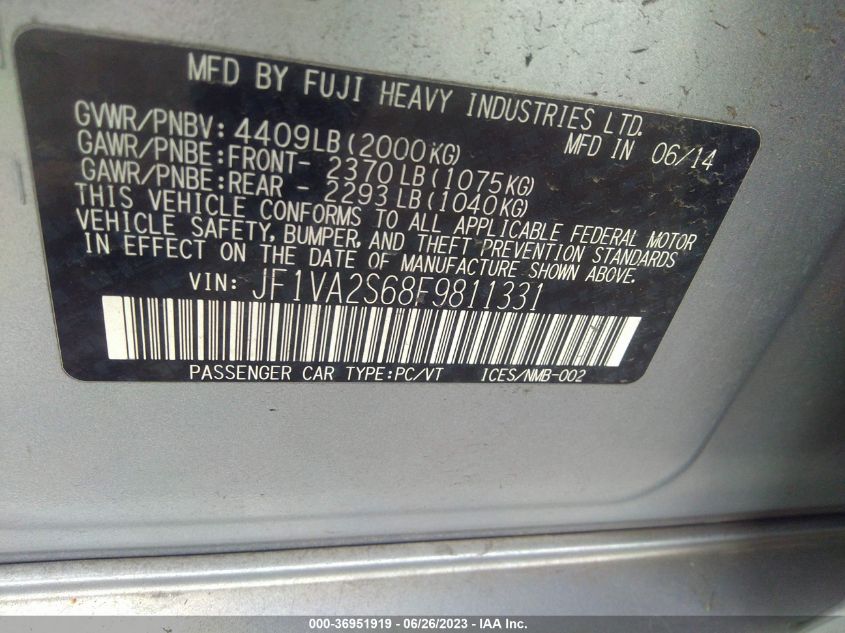 MFD BY FUJI HEAVY INDUSTRIES LTD.
GVWR/PNBV: 4409LB(2000KG) MFD IN 06/14
GAWR/PNBE:FRONT- 2370LB(1075KG)
GAWR/PNBE:REAR - 2293LB(1040KG)
THIS VEHICLE CONFORMS TO ALL APPLICABLE FEDERAL MOTOR
VEHICLE SAFETY, BUMPER, AND THEFT PREVENTION STANDARDS
IN EFFECT ON THE DATE OF MANUFACTURE SHOWN ABOVE.
VIN: JF1VA2S68F9811331
PASSENGER CAR TYPE:PC/VT ICES/NMB-002
000-36951919 - 06/26/2023 - IAA Inc.